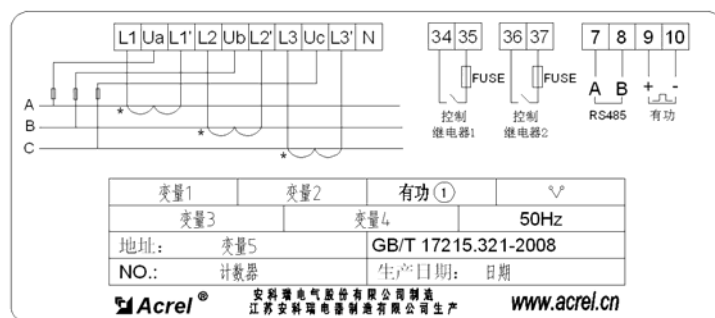 L1 Ua L1' L2 Ub L2' L3 Uc L3' N 34 35 36 37 7 8 9 10
FUSE FUSE
A B + -
A
B
C
* * *
控制
继电器1
控制
继电器2
RS485 有功
变量1 变量2 有功①
变量3 变量4 50Hz
地址： 变量5 GB/T 17215.321-2008
NO.: 计数器 生产日期： 日期
Acrel ® 安科瑞电气股份有限公司制造 www.acrel.cn
江苏安科瑞电器制造有限公司生产